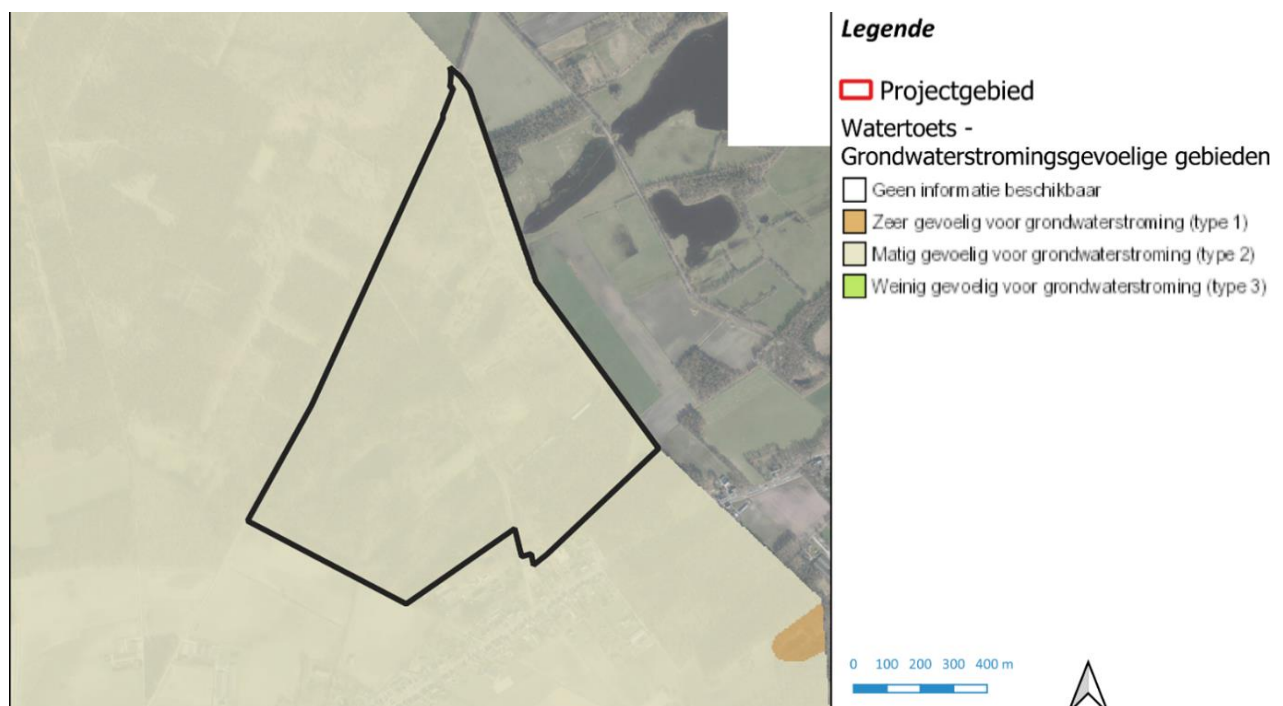 Legende
Projectgebied
Watertoets -
Grondwaterstromingsgevoelige gebieden
Geen informatie beschikbaar
Zeer gevoelig voor grondwaterstroming (type 1)
Matig gevoelig voor grondwaterstroming (type 2)
Weinig gevoelig voor grondwaterstroming (type 3)
0 100 200 300 400 m